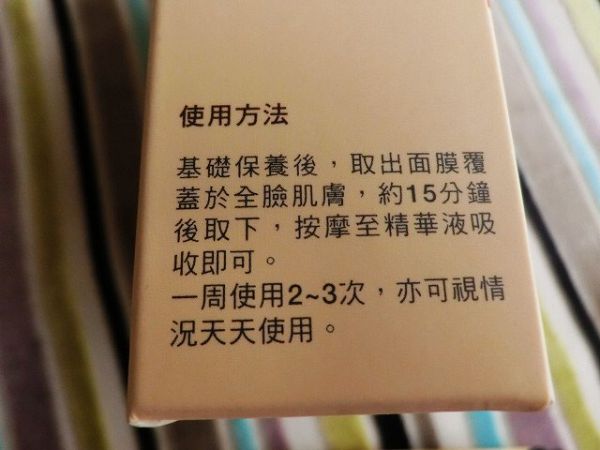 使用方法
基礎保養後，取出面膜覆
蓋於全臉肌膚，約15分鐘
後取下，按摩至精華液吸
收即可。
一周使用2~3次，亦可視情
況天天使用。